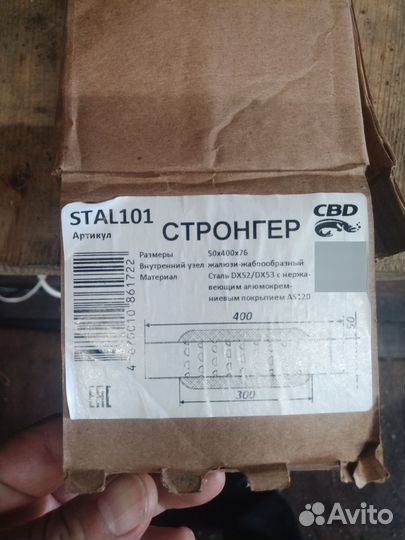 STAL101
Артикул
СТРОНГЕР
CBD
Размеры 50x400x76
Внутренний узел жалюзи-жабообразный
Материал Сталь DX52/DX53 с нержа-
веющим алюмокрем-
ниевым покрытием AS120
400
50
300
EAC
Avito